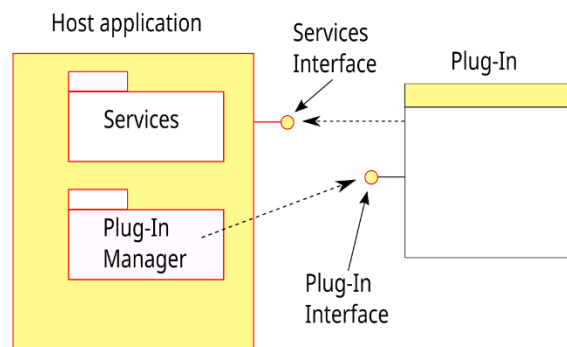 Host application
Services
Interface
Plug-In
Services
Plug-In
Manager
Plug-In
Interface